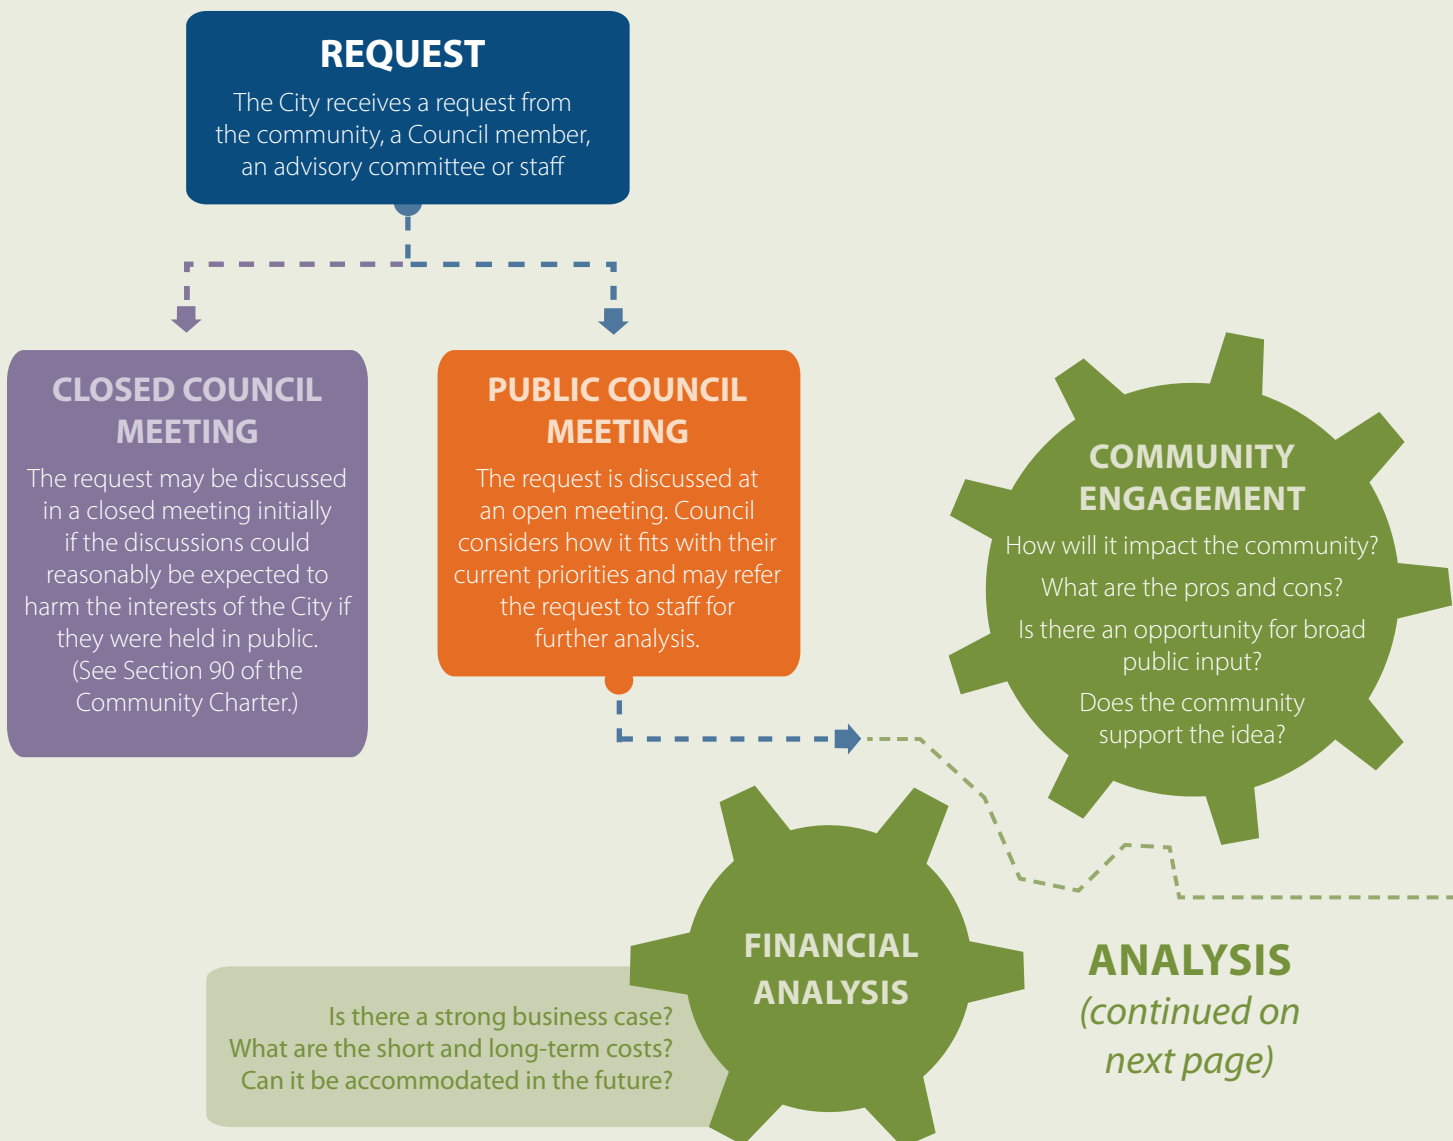 REQUEST
The City receives a request from
the community, a Council member,
an advisory committee or staff
CLOSED COUNCIL
MEETING
The request may be discussed
in a closed meeting initially
if the discussions could
reasonably be expected to
harm the interests of the City if
they were held in public.
(See Section 90 of the
Community Charter.)
PUBLIC COUNCIL
MEETING
The request is discussed at
an open meeting. Council
considers how it fits with their
current priorities and may refer
the request to staff for
further analysis.
COMMUNITY
ENGAGEMENT
How will it impact the community?
What are the pros and cons?
Is there an opportunity for broad
public input?
Does the community
support the idea?
FINANCIAL
ANALYSIS
Is there a strong business case?
What are the short and long-term costs?
Can it be accommodated in the future?
ANALYSIS
(continued on
next page)